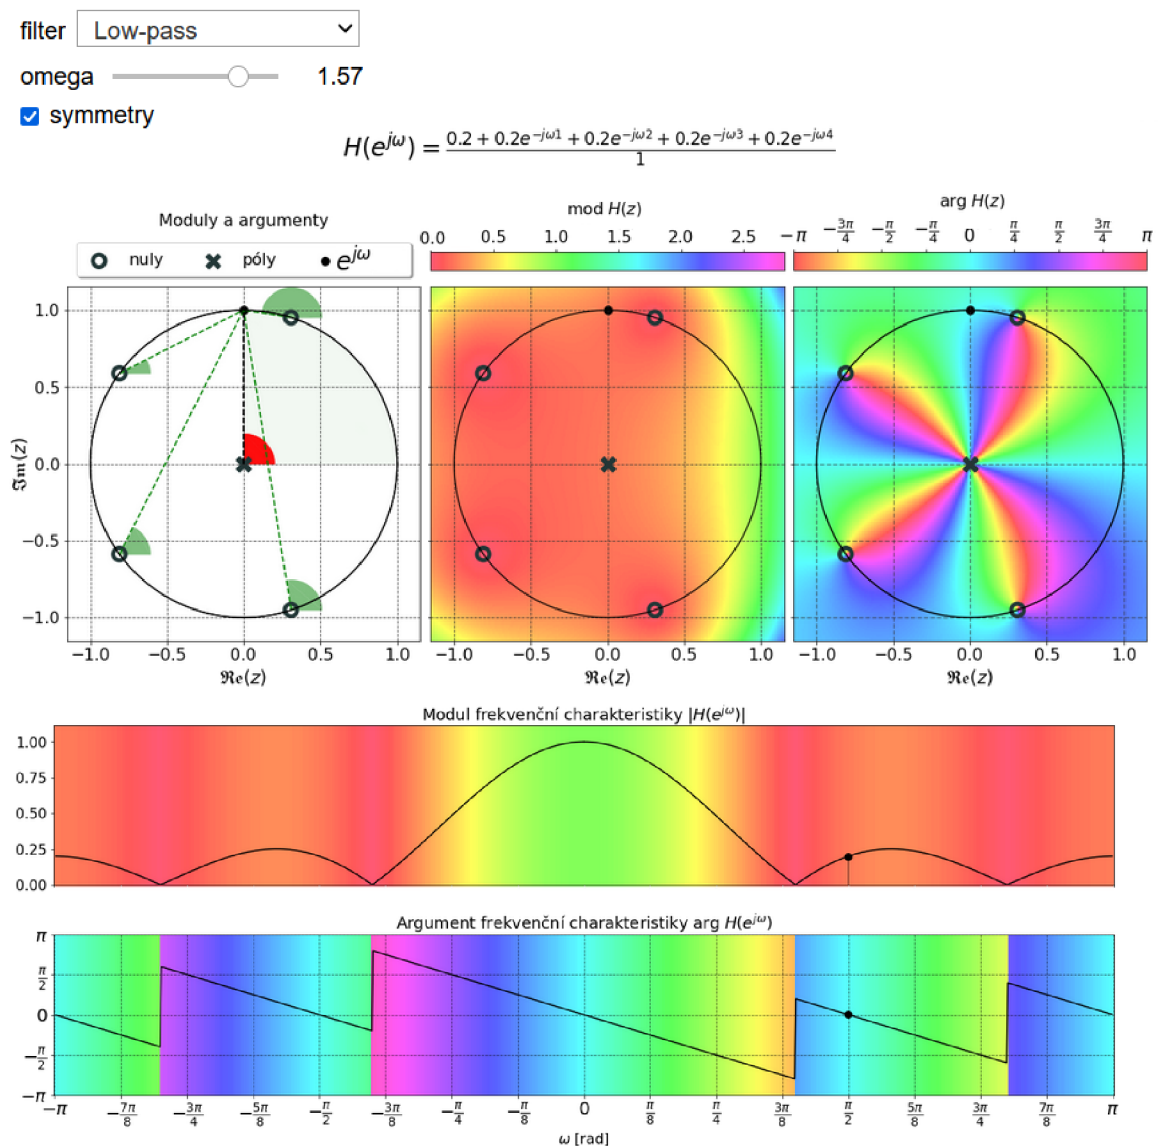 filter Low-pass
omega 1.57
symmetry
H(e^{jω}) = \frac{0.2 + 0.2e^{-jω1} + 0.2e^{-jω2} + 0.2e^{-jω3} + 0.2e^{-jω4}}{1}
Moduly a argumenty
nuly póly e^{jω}
mod H(z)
0.0 0.5 1.0 1.5 2.0 2.5
arg H(z)
−π −3π/4 −π/2 −π/4 0 π/4 π/2 3π/4 π
1.0
0.5
0.0
−0.5
−1.0
ℑm(z)
−1.0 −0.5 0.0 0.5 1.0
ℜe(z)
−1.0 −0.5 0.0 0.5 1.0
ℜe(z)
−1.0 −0.5 0.0 0.5 1.0
ℜe(z)
Modul frekvenční charakteristiky |H(e^{jω})|
1.00
0.75
0.50
0.25
0.00
Argument frekvenční charakteristiky arg H(e^{jω})
π
π/2
0
−π/2
−π
−π −7π/8 −3π/4 −5π/8 −π/2 −3π/8 −π/4 −π/8 0 π/8 π/4 3π/8 π/2 5π/8 3π/4 7π/8 π
ω [rad]